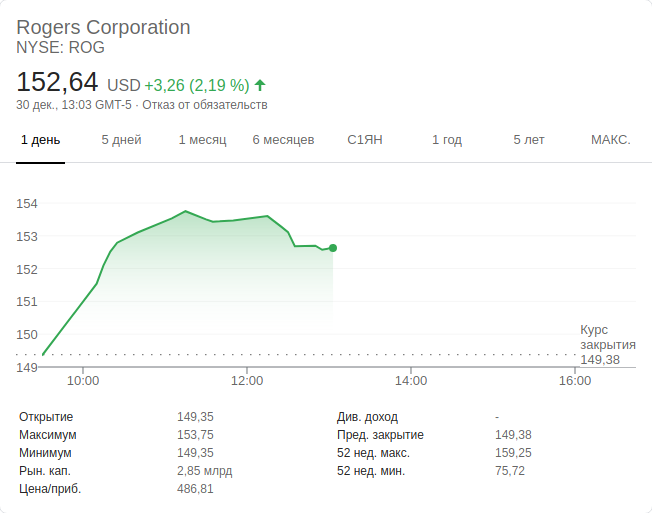 Rogers Corporation
NYSE: ROG
152,64 USD +3,26 (2,19 %)
30 дек., 13:03 GMT-5 · Отказ от обязательств
1 день 5 дней 1 месяц 6 месяцев С1ЯН 1 год 5 лет МАКС.
154
153
152
151
150
Курс
закрытия
149,38
149
10:00 12:00 14:00 16:00
Открытие 149,35 Див. доход -
Максимум 153,75 Пред. закрытие 149,38
Минимум 149,35 52 нед. макс. 159,25
Рын. кап. 2,85 млрд 52 нед. мин. 75,72
Цена/приб. 486,81